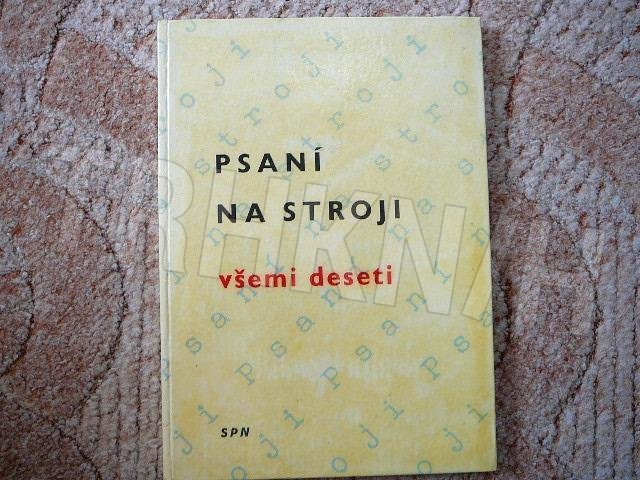 PSANÍ
NA STROJI
všemi deseti
SPN